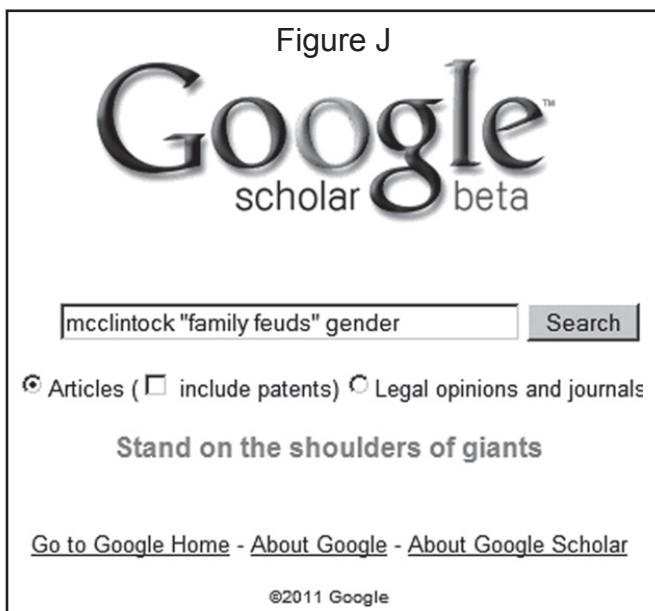 Figure J
Google™
scholar beta
mcclintock "family feuds" gender Search
Articles ( include patents) Legal opinions and journals
Stand on the shoulders of giants
Go to Google Home - About Google - About Google Scholar
©2011 Google